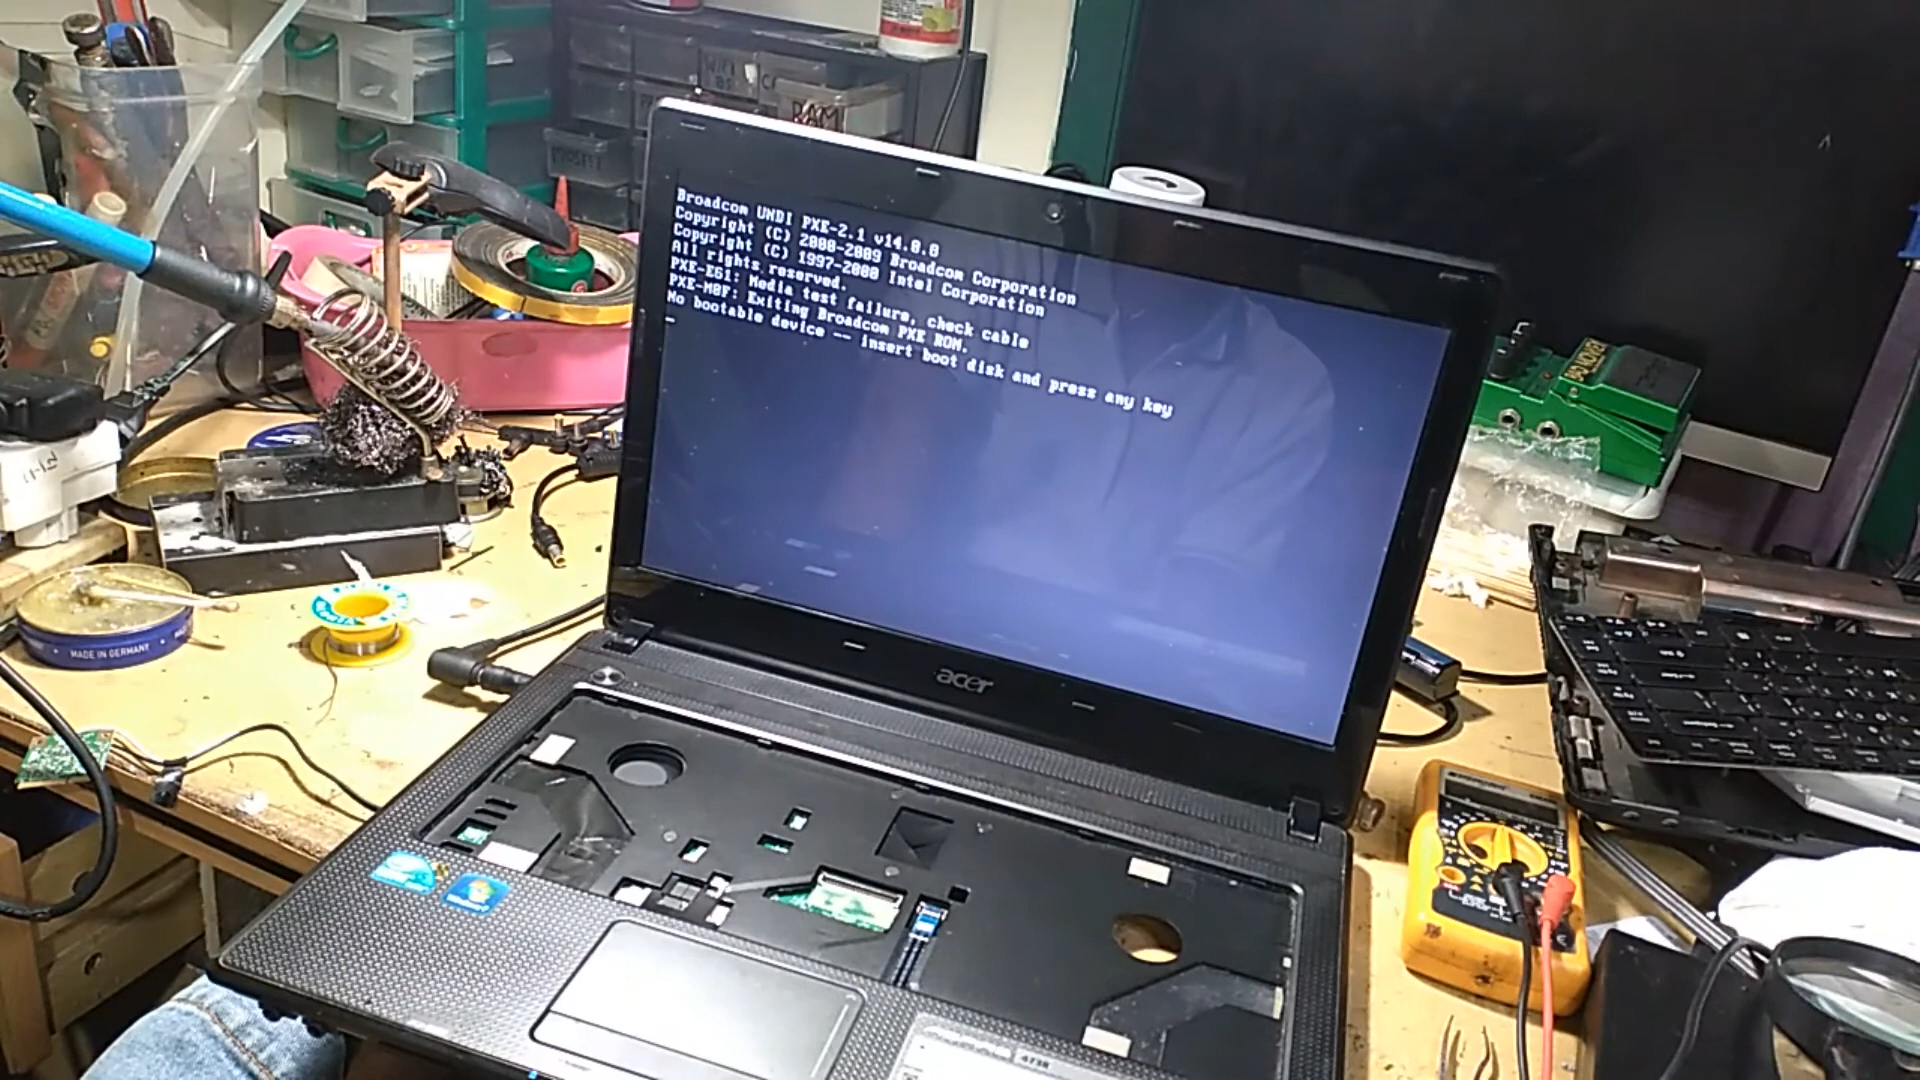 Broadcom UNDI PXE-2.1 v14.0.0
Copyright (C) 2000-2009 Broadcom Corporation
Copyright (C) 1997-2000 Intel Corporation
All rights reserved.
PXE-E61: Media test failure, check cable
PXE-M0F: Exiting Broadcom PXE ROM.
No bootable device -- insert boot disk and press any key
acer
RAM
MADE IN GERMANY